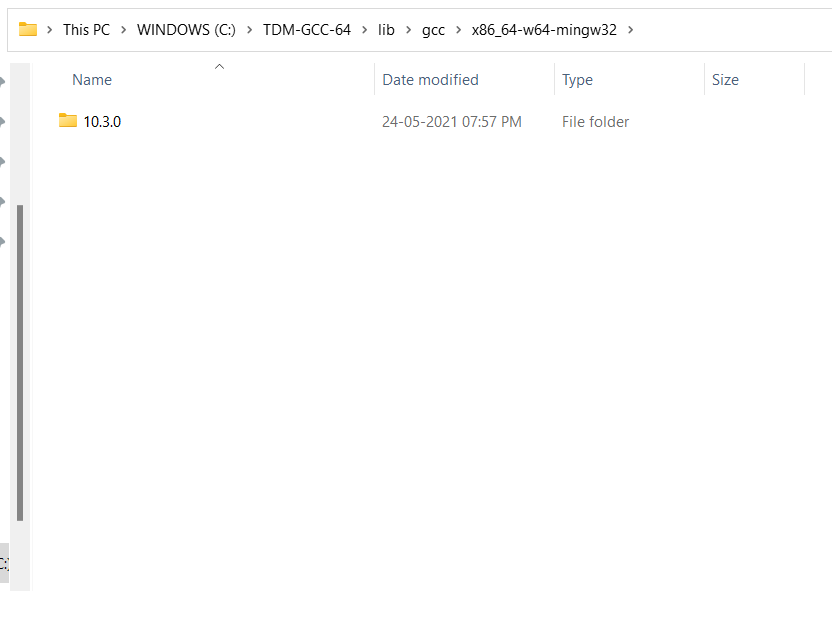 This PC > WINDOWS (C:) > TDM-GCC-64 > lib > gcc > x86_64-w64-mingw32 >
Name Date modified Type Size
10.3.0 24-05-2021 07:57 PM File folder